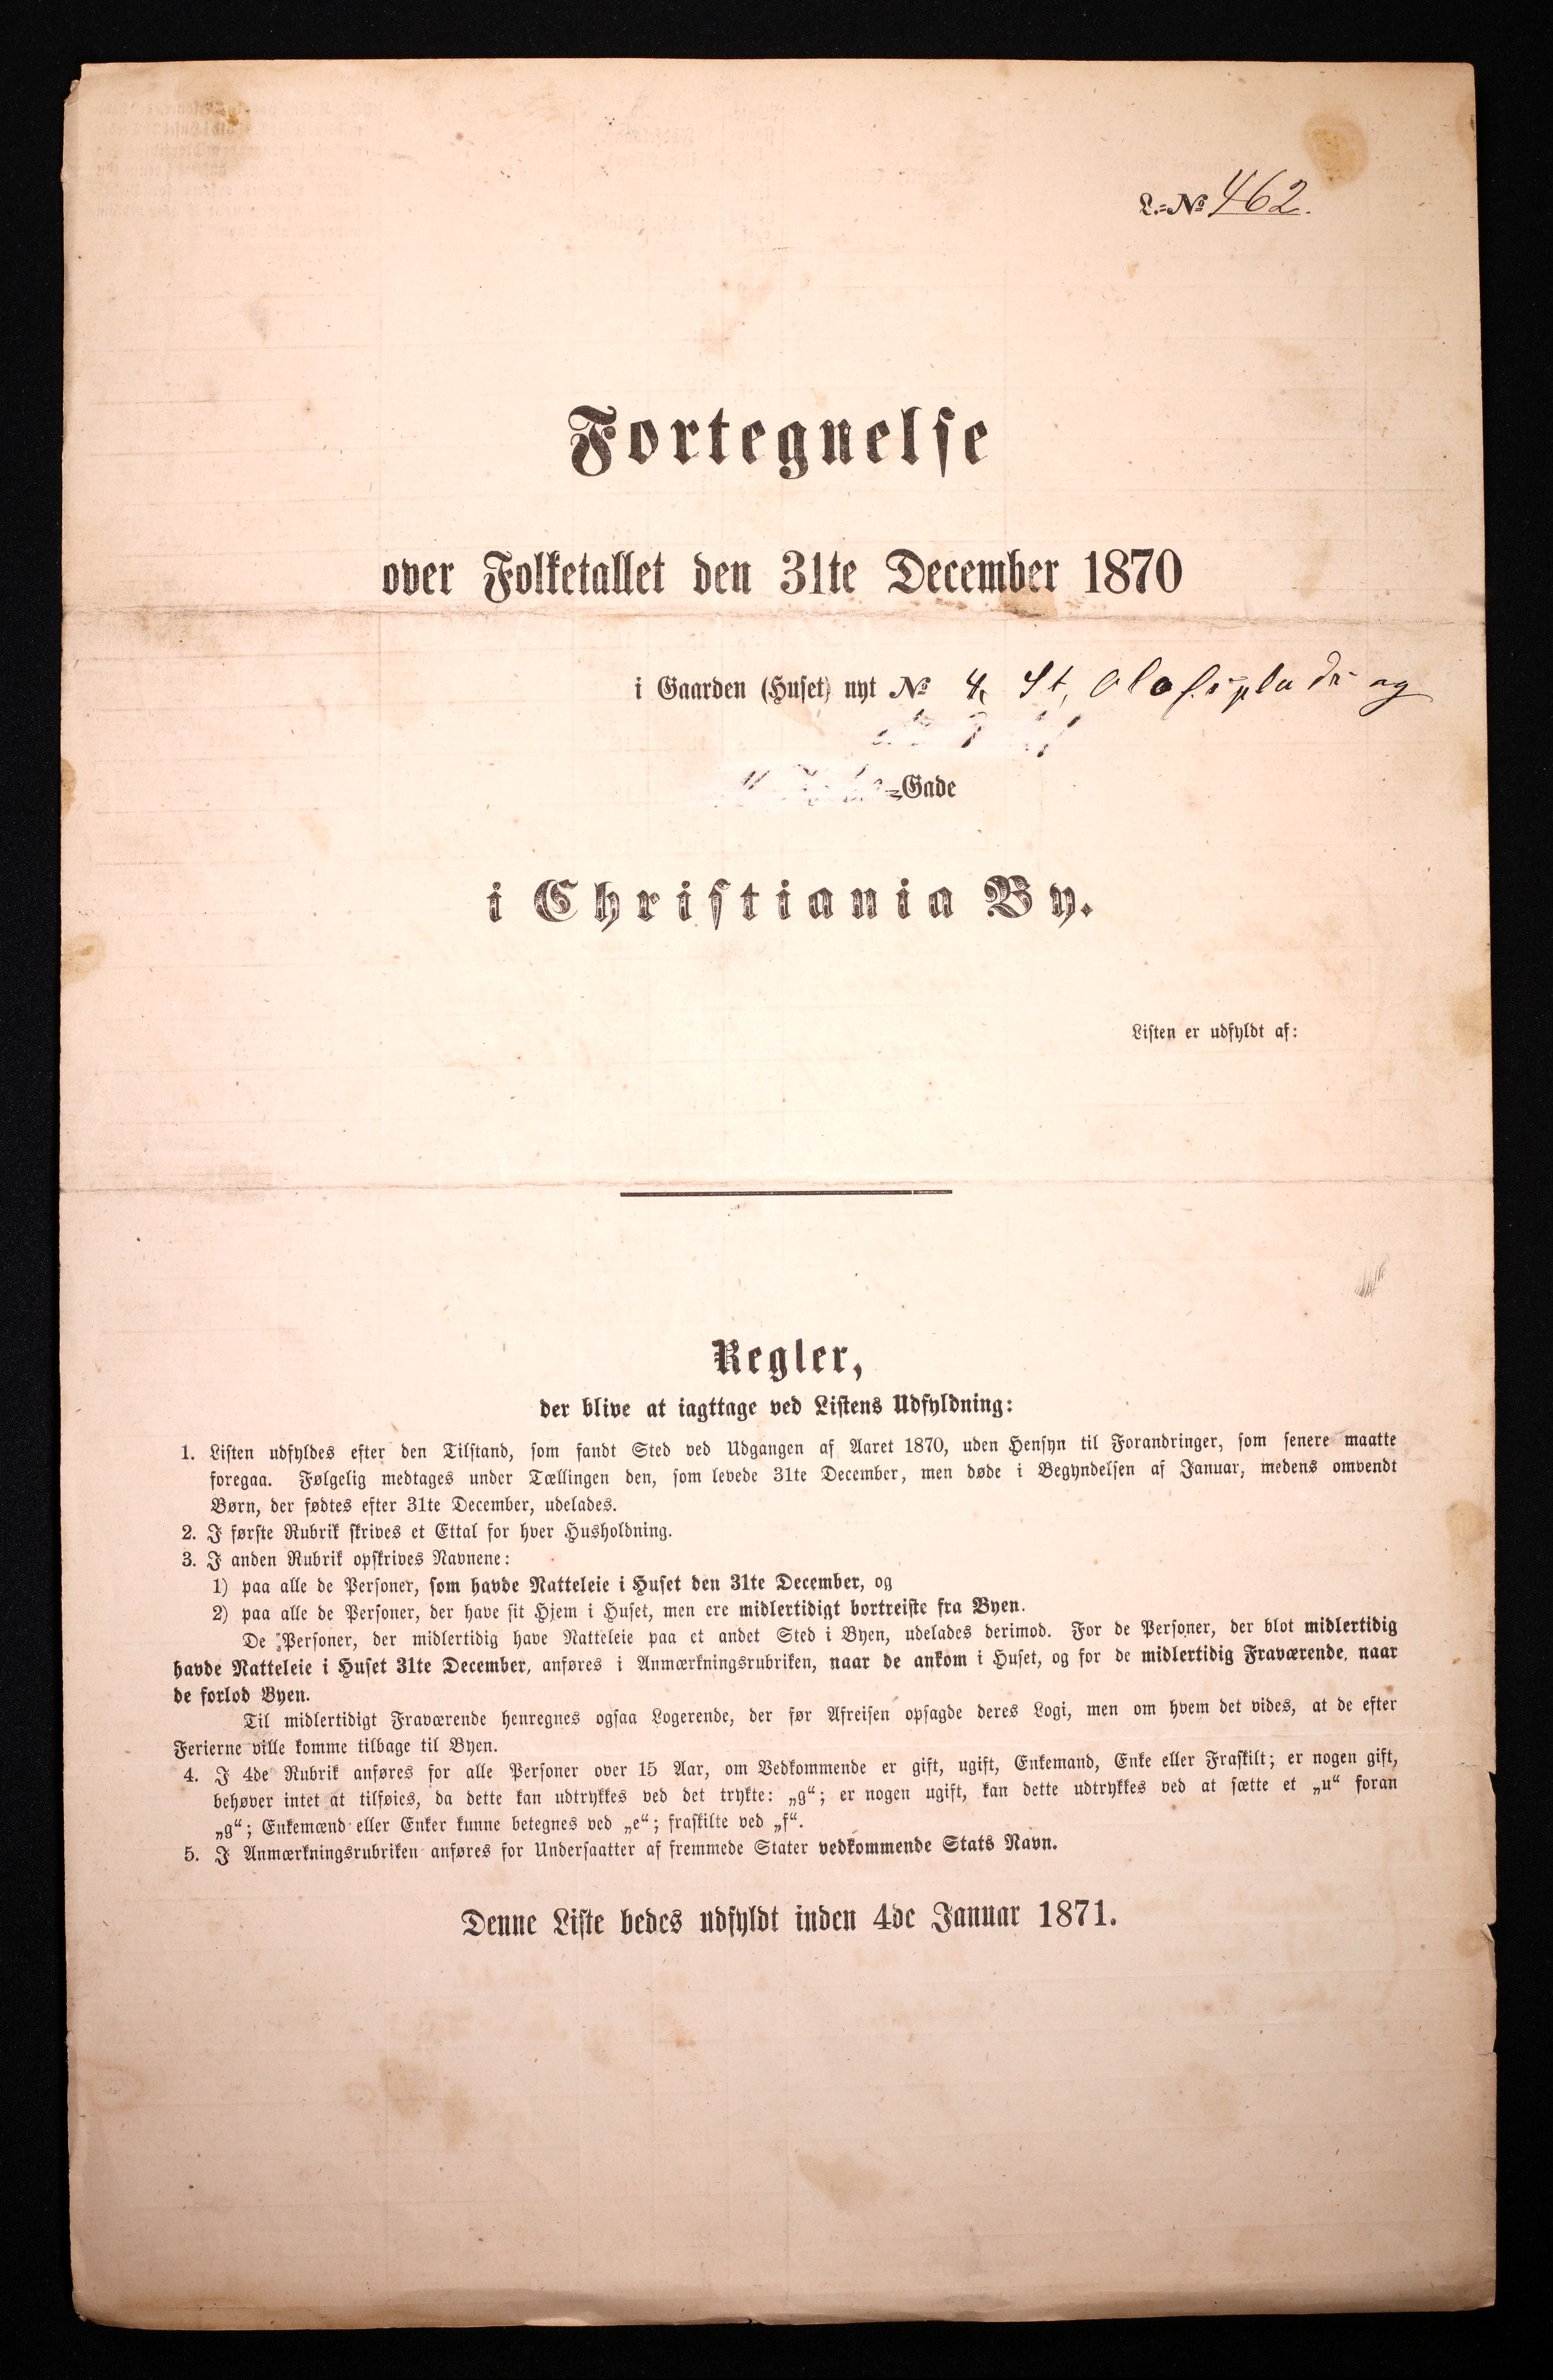 L.=№ 462.
Fortegnelse
over Folketallet den 31te December 1870
i Gaarden (Huset) nyt № 4, St. Olafsplads og
=Gade
i Christiania By.
Listen er udfyldt af:
Regler,
der blive at iagttage ved Listens Udfyldning:
1. Listen udfyldes efter den Tilstand, som fandt Sted ved Udgangen af Aaret 1870, uden Hensyn til Forandringer, som senere maatte
foregaa. Følgelig medtages under Tællingen den, som levede 31te December, men døde i Begyndelsen af Januar, medens omvendt
Børn, der fødtes efter 31te December, udelades.
2. I første Rubrik skrives et Ettal for hver Husholdning.
3. I anden Rubrik opskrives Navnene:
1) paa alle de Personer, som havde Natteleie i Huset den 31te December, og
2) paa alle de Personer, der have sit Hjem i Huset, men ere midlertidigt bortreiste fra Byen.
De Personer, der midlertidig have Natteleie paa et andet Sted i Byen, udelades derimod. For de Personer, der blot midlertidig
havde Natteleie i Huset 31te December, anføres i Anmærkningsrubriken, naar de ankom i Huset, og for de midlertidig Fraværende, naar
de forlod Byen.
Til midlertidigt Fraværende henregnes ogsaa Logerende, der før Afreisen opsagde deres Logi, men om hvem det vides, at de efter
Ferierne ville komme tilbage til Byen.
4. I 4de Rubrik anføres for alle Personer over 15 Aar, om Vedkommende er gift, ugift, Enkemand, Enke eller Fraskilt; er nogen gift,
behøver intet at tilføies, da dette kan udtrykkes ved det trykte: „g“; er nogen ugift, kan dette udtrykkes ved at sætte et „u“ foran
„g“; Enkemænd eller Enker kunne betegnes ved „e“; fraskilte ved „f“.
5. I Anmærkningsrubriken anføres for Undersaatter af fremmede Stater vedkommende Stats Navn.
Denne Liste bedes udfyldt inden 4de Januar 1871.